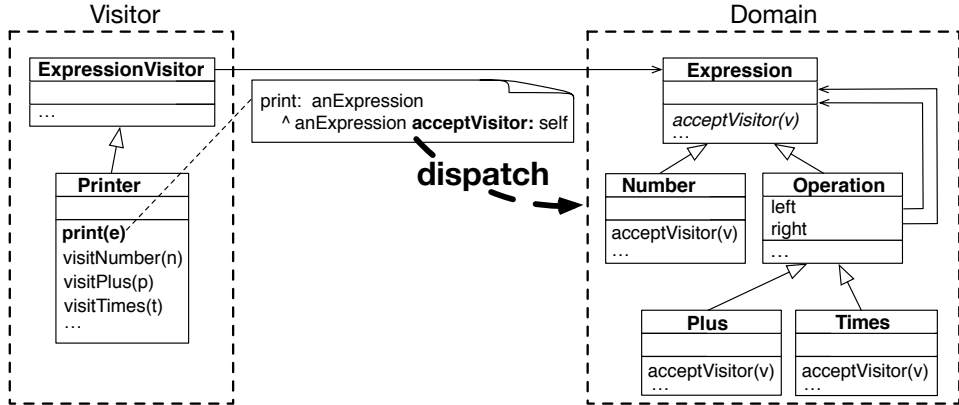 Visitor
ExpressionVisitor
...
Printer
print(e)
visitNumber(n)
visitPlus(p)
visitTimes(t)
...
print: anExpression
^ anExpression acceptVisitor: self
dispatch
Domain
Expression
acceptVisitor(v)
...
Number
acceptVisitor(v)
...
Operation
left
right
...
Plus
acceptVisitor(v)
...
Times
acceptVisitor(v)
...